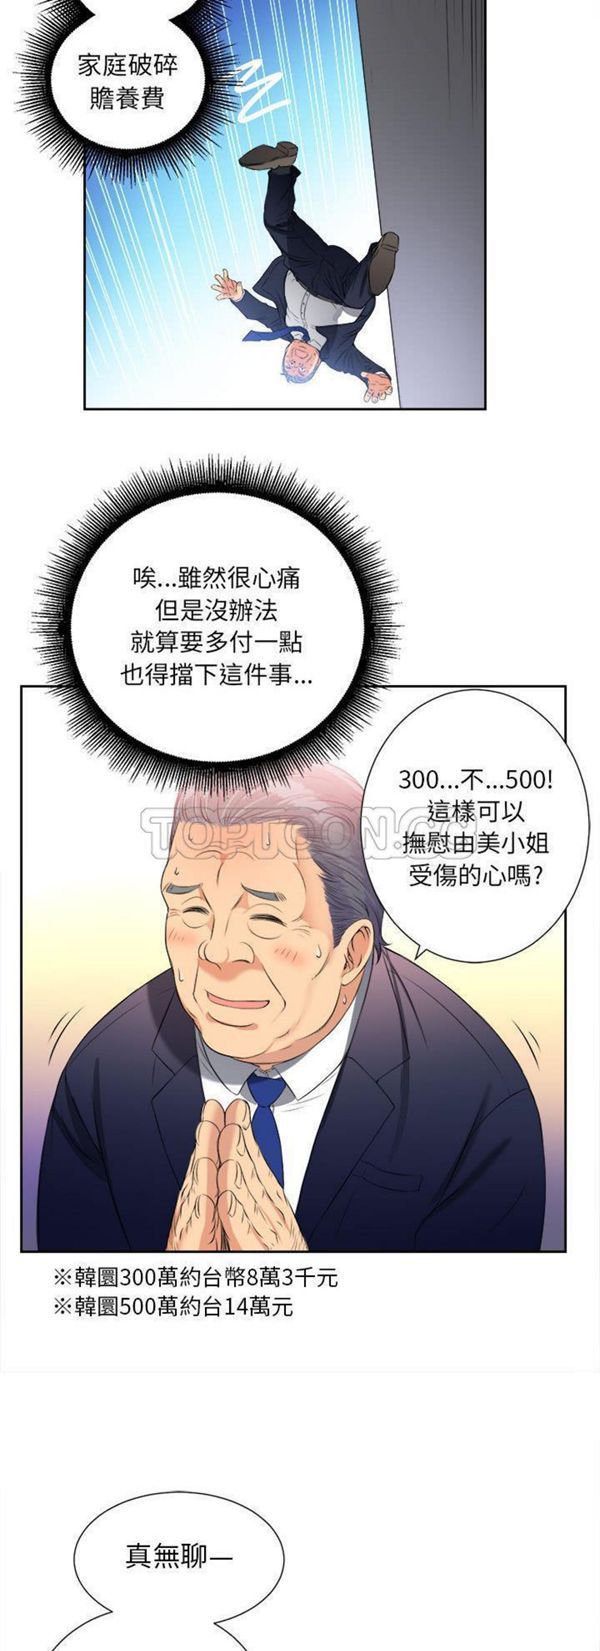 家庭破碎
贍養費
唉...雖然很心痛
但是沒辦法
就算要多付一點
也得擋下這件事...
300...不...500!
這樣可以
撫慰由美小姐
受傷的心嗎?
TOPTOON.CC
※韓圜300萬約台幣8萬3千元
※韓圜500萬約台14萬元
真無聊—